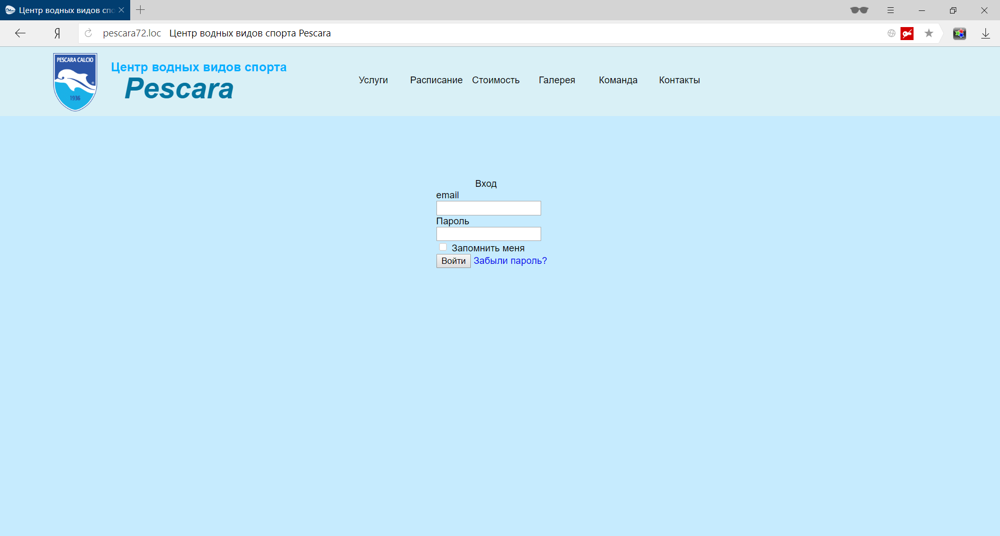 Центр водных видов спо
Я
pescara72.loc Центр водных видов спорта Pescara
PESCARA CALCIO
1936
Центр водных видов спорта
Pescara
Услуги Расписание Стоимость Галерея Команда Контакты
Вход
email
Пароль
Запомнить меня
Войти Забыли пароль?